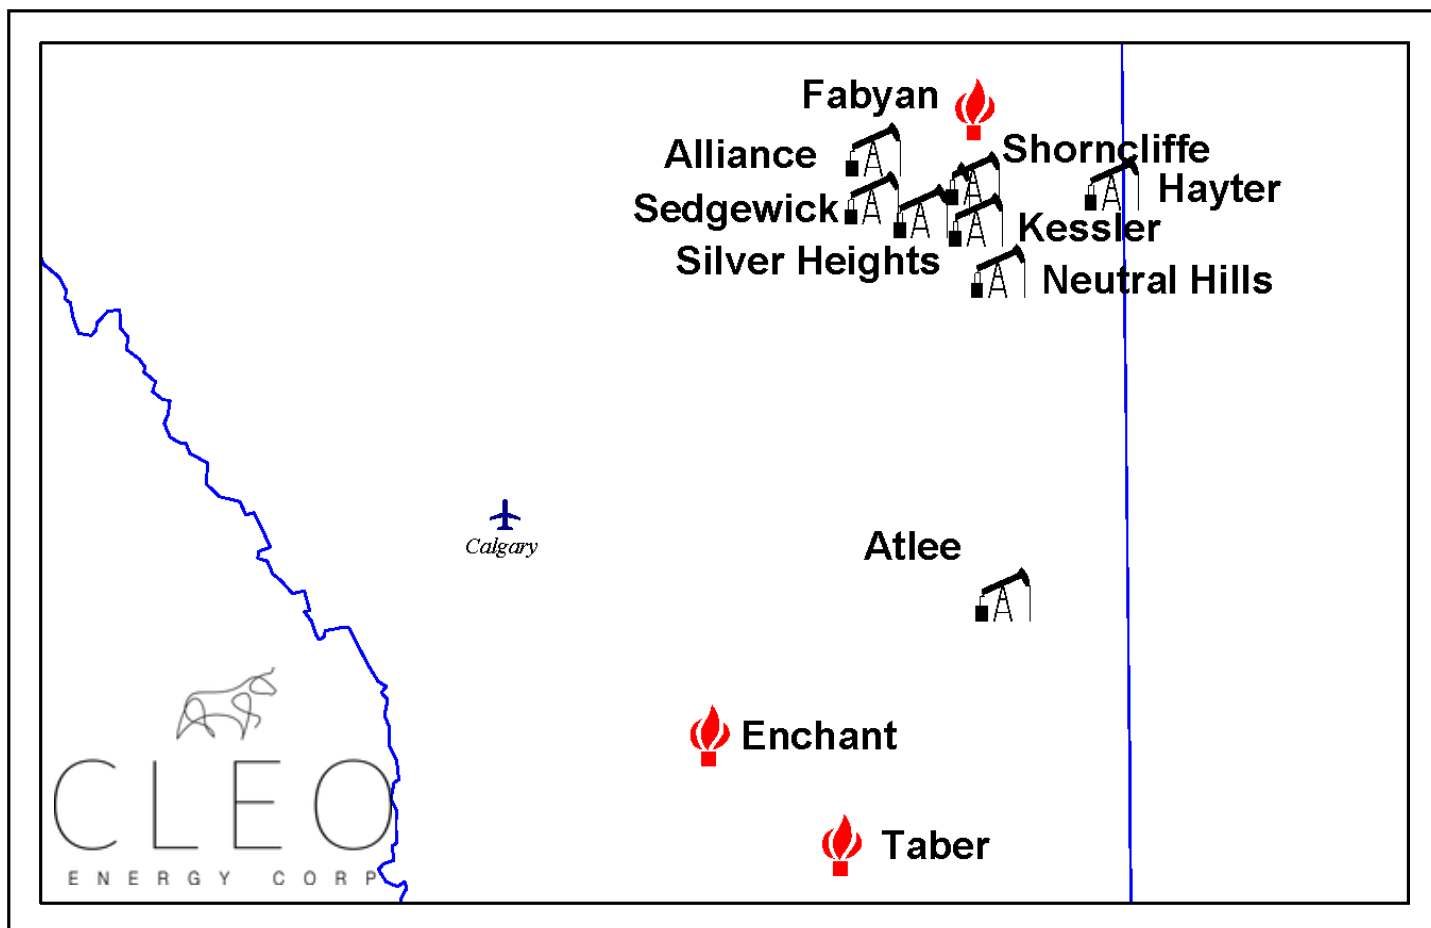 Fabyan
Shorncliffe
Alliance
Hayter
Sedgewick
Kessler
Silver Heights
Neutral Hills
Calgary
Atlee
Enchant
CLEO
Taber
ENERGY CORP